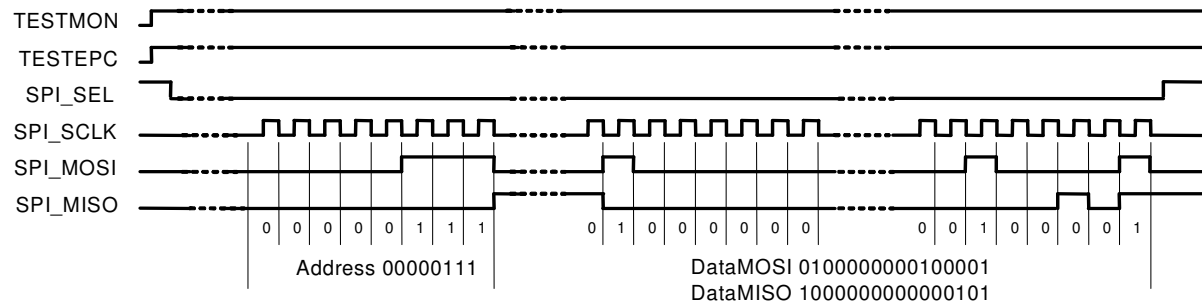 TESTMON
TESTEPC
SPI_SEL
SPI_SCLK
SPI_MOSI
SPI_MISO
0 0 0 0 0 1 1 1 0 1 0 0 0 0 0 0 0 0 1 0 0 0 0 1
Address 00000111
DataMOSI 0100000000100001
DataMISO 1000000000000101